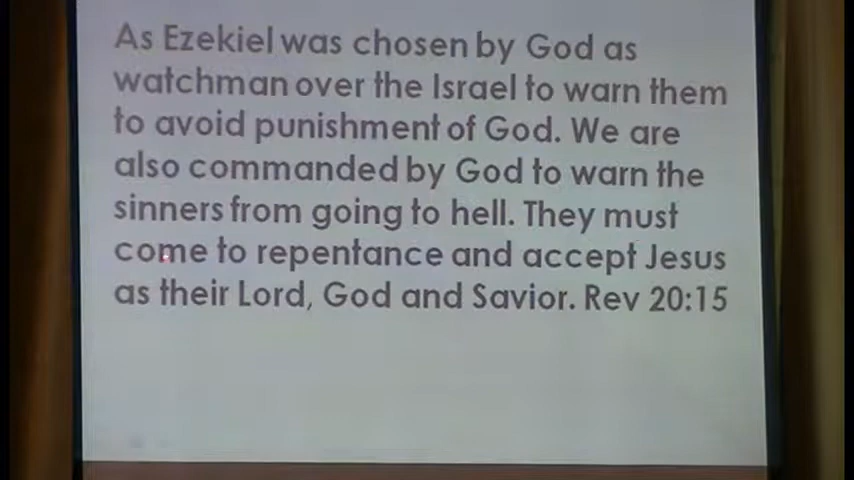 As Ezekiel was chosen by God as
watchman over the Israel to warn them
to avoid punishment of God. We are
also commanded by God to warn the
sinners from going to hell. They must
come to repentance and accept Jesus
as their Lord, God and Savior. Rev 20:15